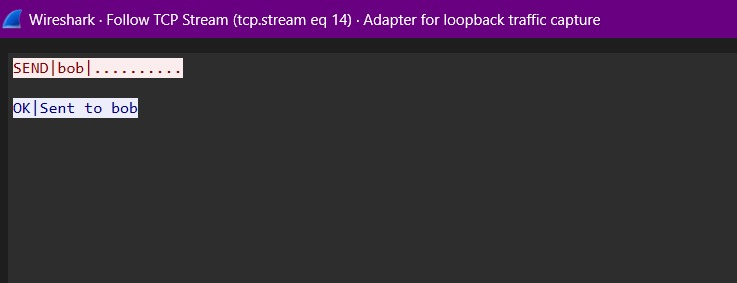 Wireshark · Follow TCP Stream (tcp.stream eq 14) · Adapter for loopback traffic capture
SEND|bob|..........
OK|Sent to bob